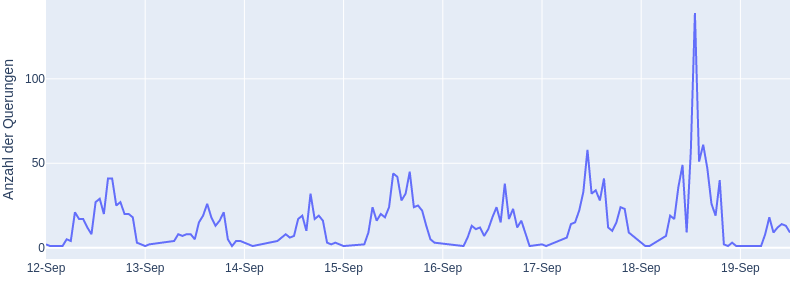 Anzahl der Querungen
100
50
0
12-Sep
13-Sep
14-Sep
15-Sep
16-Sep
17-Sep
18-Sep
19-Sep